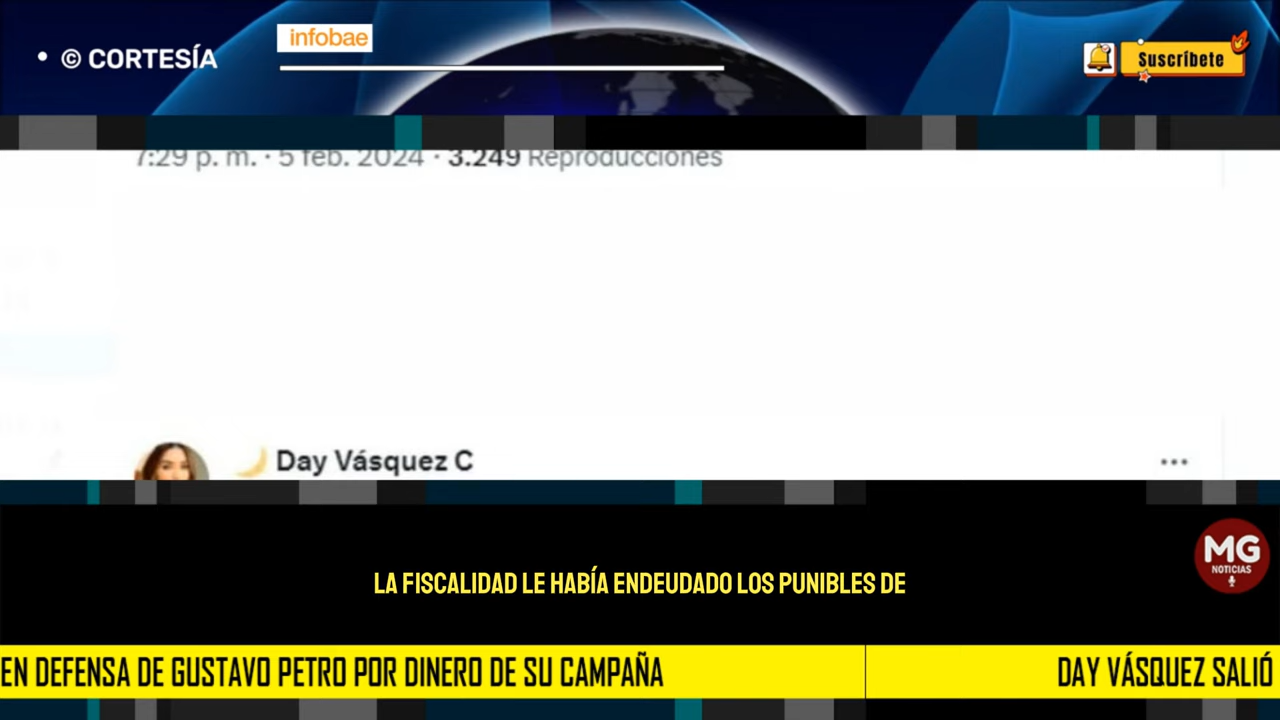 • © CORTESÍA
infobae
Suscríbete
7:29 p. m. · 5 feb. 2024 · 3.249 Reproducciones
Day Vásquez C
LA FISCALIDAD LE HABÍA ENDEUDADO LOS PUNIBLES DE
MG
NOTICIAS
EN DEFENSA DE GUSTAVO PETRO POR DINERO DE SU CAMPAÑA
DAY VÁSQUEZ SALIÓ